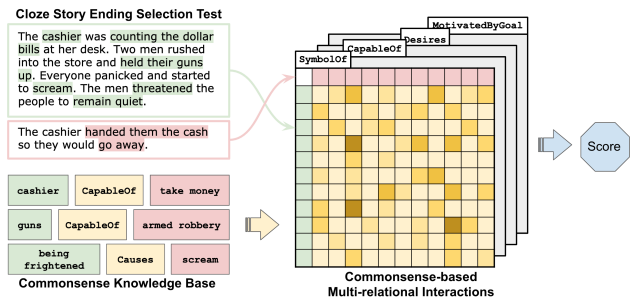 Cloze Story Ending Selection Test
The cashier was counting the dollar
bills at her desk. Two men rushed
into the store and held their guns
up. Everyone panicked and started
to scream. The men threatened the
people to remain quiet.
The cashier handed them the cash
so they would go away.
cashier CapableOf take money
guns CapableOf armed robbery
being
frightened Causes scream
Commonsense Knowledge Base
MotivatedByGoal
Desires
CapableOf
SymbolOf
Commonsense-based
Multi-relational Interactions
Score